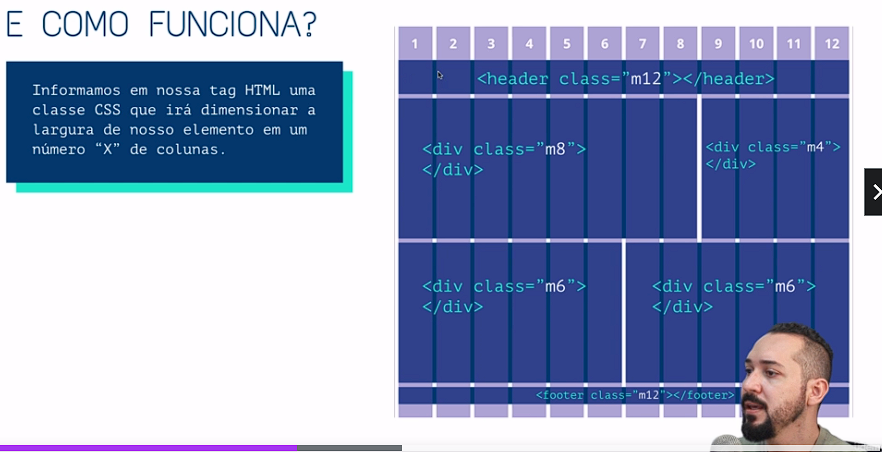 E COMO FUNCIONA?
Informamos em nossa tag HTML uma
classe CSS que irá dimensionar a
largura de nosso elemento em um
número “X” de colunas.
1 2 3 4 5 6 7 8 9 10 11 12
<header class=”m12”></header>
<div class=”m8”>
</div>
<div class=”m4”>
</div>
<div class=”m6”>
</div>
<div class=”m6”>
</div>
<footer class=”m12”></footer>